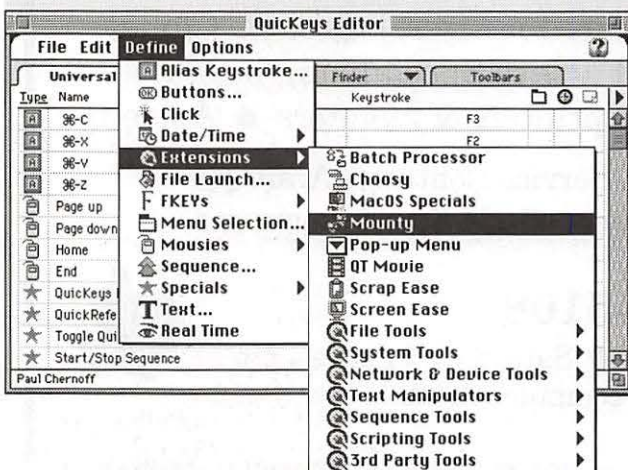 QuicKeys Editor
File Edit Define Options
Universal
Finder
Toolbars
Type Name
Keystroke
⌘-C
F3
⌘-X
F2
⌘-V
⌘-Z
Page up
Page down
Home
End
QuicKeys
QuickRefe
Toggle Qui
Start/Stop Sequence
Paul Chernoff
Alias Keystroke...
Buttons...
Click
Date/Time
Extensions
File Launch...
FKEYs
Menu Selection...
Mousies
Sequence...
Specials
Text...
Real Time
Batch Processor
Choosy
MacOS Specials
Mounty
Pop-up Menu
QT Movie
Scrap Ease
Screen Ease
File Tools
System Tools
Network & Device Tools
Text Manipulators
Sequence Tools
Scripting Tools
3rd Party Tools